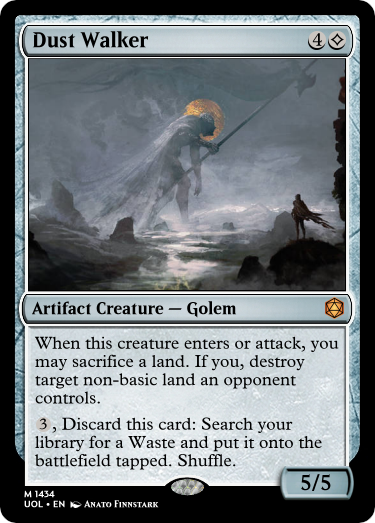 Dust Walker 4
Artifact Creature — Golem
When this creature enters or attack, you
may sacrifice a land. If you, destroy
target non-basic land an opponent
controls.
3, Discard this card: Search your
library for a Waste and put it onto the
battlefield tapped. Shuffle.
5/5
M 1434
UOL • EN Anato Finnstark